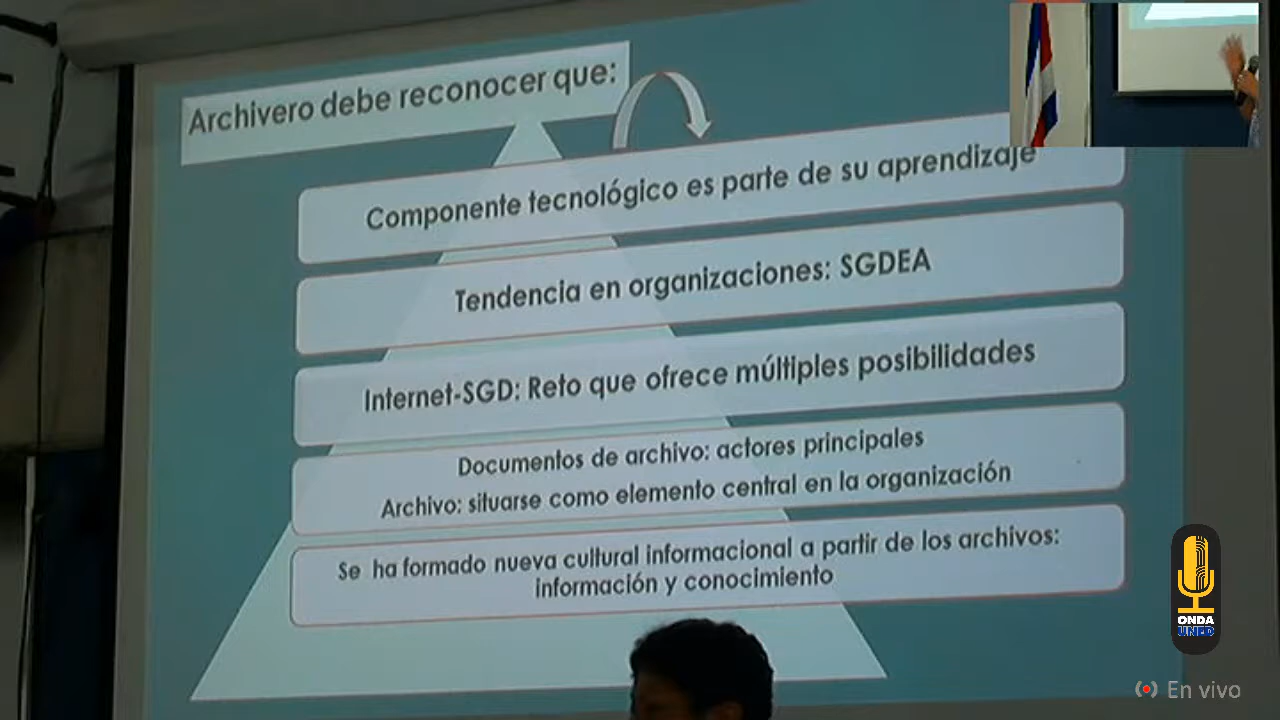 Archivero debe reconocer que:
Componente tecnológico es parte de su aprendizaje
Tendencia en organizaciones: SGDEA
Internet-SGD: Reto que ofrece múltiples posibilidades
Documentos de archivo: actores principales
Archivo: situarse como elemento central en la organización
Se ha formado nueva cultural informacional a partir de los archivos:
información y conocimiento
ONDA
UNED
En vivo